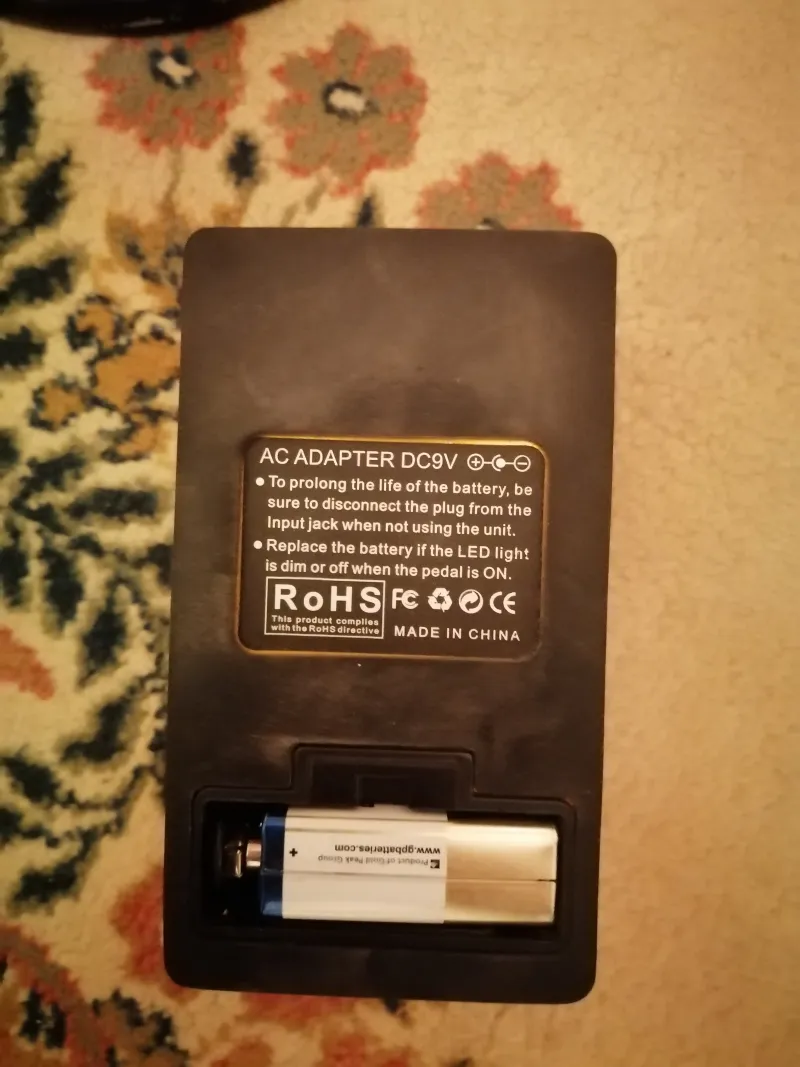 AC ADAPTER DC9V
● To prolong the life of the battery, be
sure to disconnect the plug from the
Input jack when not using the unit.
● Replace the battery if the LED light
is dim or off when the pedal is ON.
RoHS
This product complies
with the RoHS directive
FC CE
MADE IN CHINA
+
Product of Gold Peak Group
www.gpbatteries.com